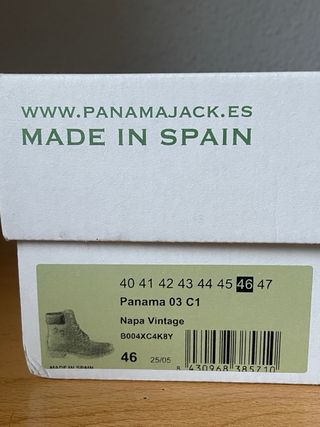 WWW.PANAMAJACK.ES
MADE IN SPAIN
40 41 42 43 44 45 46 47
Panama 03 C1
Napa Vintage
B004XC4K8Y
46 25/05
8 430968 385710
MADE IN SPAIN